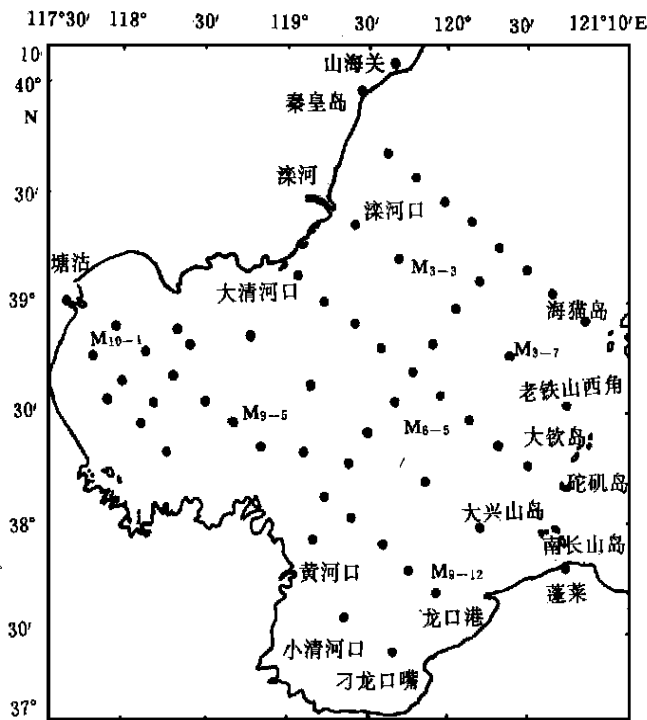 117°30′ 118° 30′ 119° 30′ 120° 30′ 121°10′E
10′
山海关
40°
秦皇岛
N
30′
滦河
滦河口
塘沽
M₃₋₃
大清河口
39°
海猫岛
M₁₀₋₁
M₃₋₇
老铁山西角
30′
M₉₋₅
M₆₋₅
大钦岛
砣矶岛
38°
大兴山岛
南长山岛
黄河口
M₉₋₁₂
蓬莱
龙口港
30′
小清河口
刁龙口嘴
37°